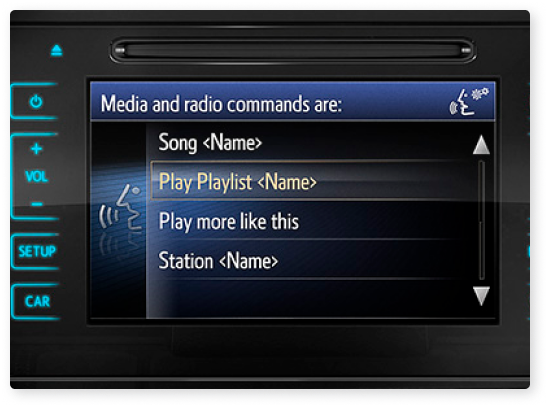 Media and radio commands are:
Song <Name>
Play Playlist <Name>
Play more like this
Station <Name>
+
VOL
-
SETUP
CAR